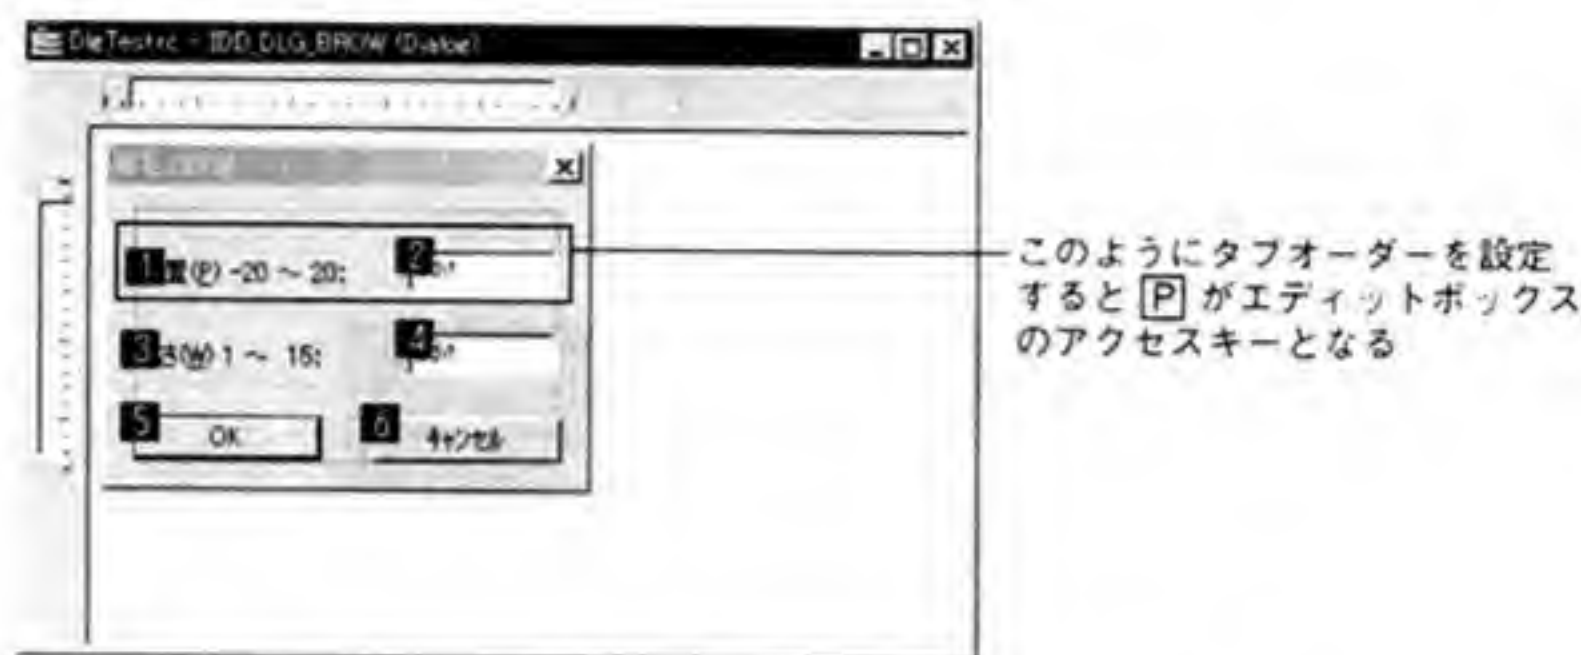 DlgTest.rc - IDD_DLG_BROW (Dialog)
1 置(P) -20 ～ 20:
2
3 さ(W) 1 ～ 15:
4
5 OK
6 キャンセル
このようにタブオーダーを設定
すると P がエディットボックス
のアクセスキーとなる